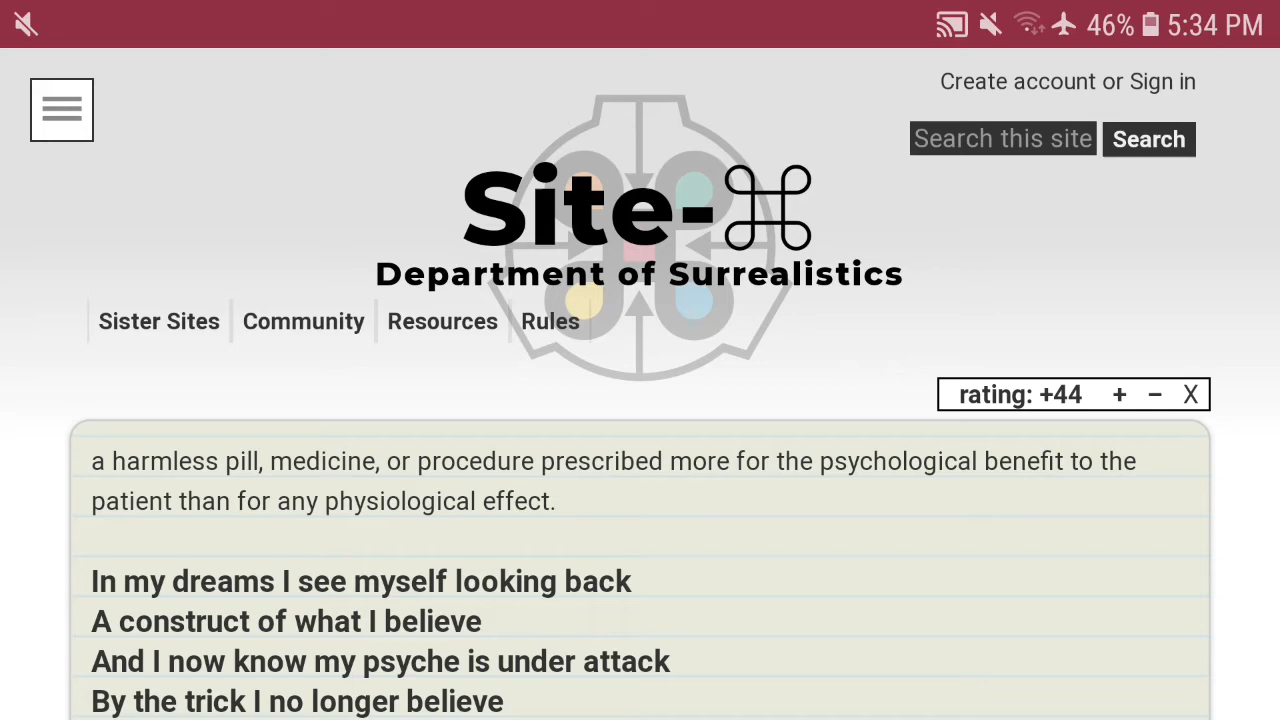 46% 5:34 PM
Create account or Sign in
Search this site Search
Site-⌘
Department of Surrealistics
Sister Sites Community Resources Rules
rating: +44 + − X
a harmless pill, medicine, or procedure prescribed more for the psychological benefit to the
patient than for any physiological effect.
In my dreams I see myself looking back
A construct of what I believe
And I now know my psyche is under attack
By the trick I no longer believe